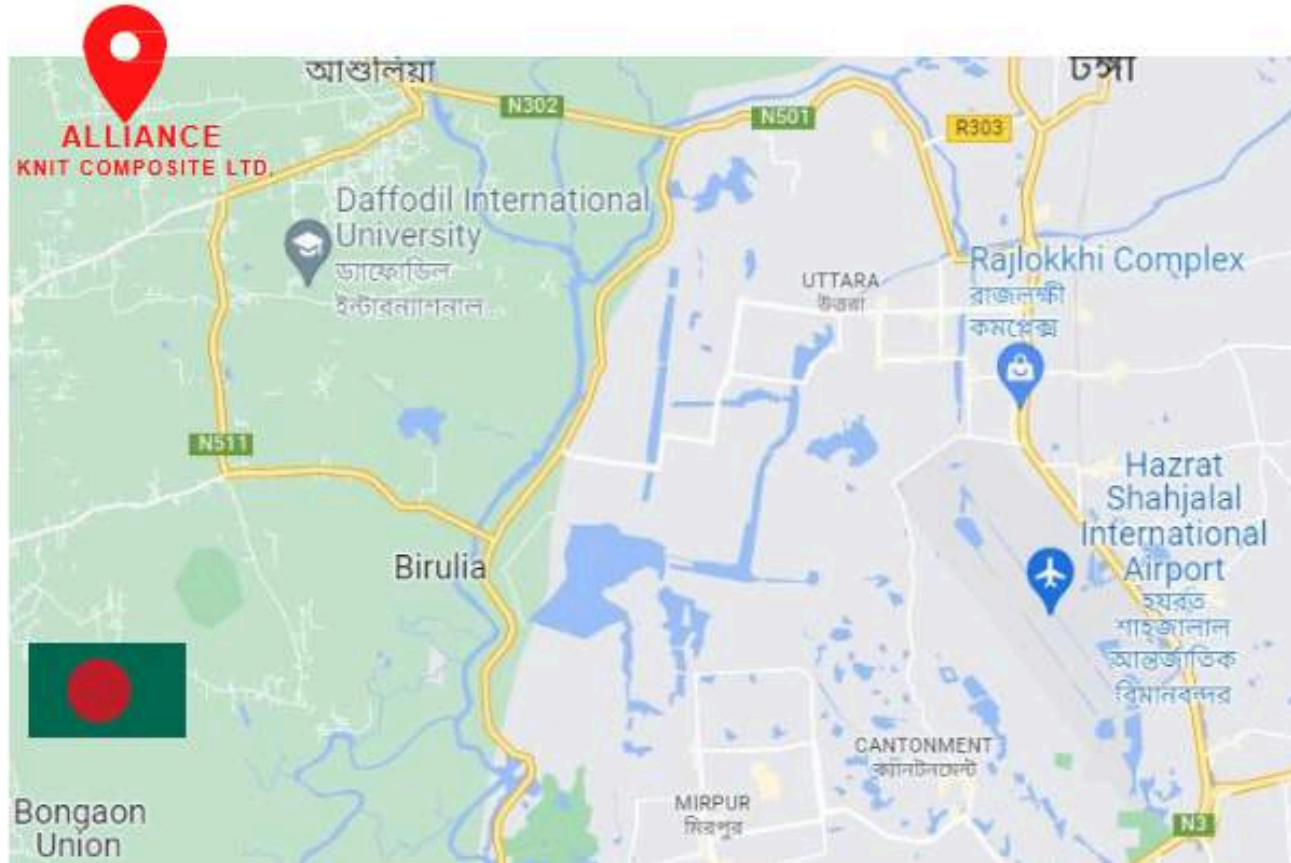 ALLIANCE
KNIT COMPOSITE LTD.
আশুলিয়া
টঙ্গী
N302
N501
R303
Daffodil International
University
ড্যাফোডিল
ইন্টারন্যাশনাল...
UTTARA
উত্তরা
Rajlokkhi Complex
রাজলক্ষী
কমপ্লেক্স
N511
Birulia
Hazrat
Shahjalal
International
Airport
হযরত
শাহজালাল
আন্তর্জাতিক
বিমানবন্দর
CANTONMENT
ক্যানটনমেন্ট
MIRPUR
মিরপুর
Bongaon
Union
N3